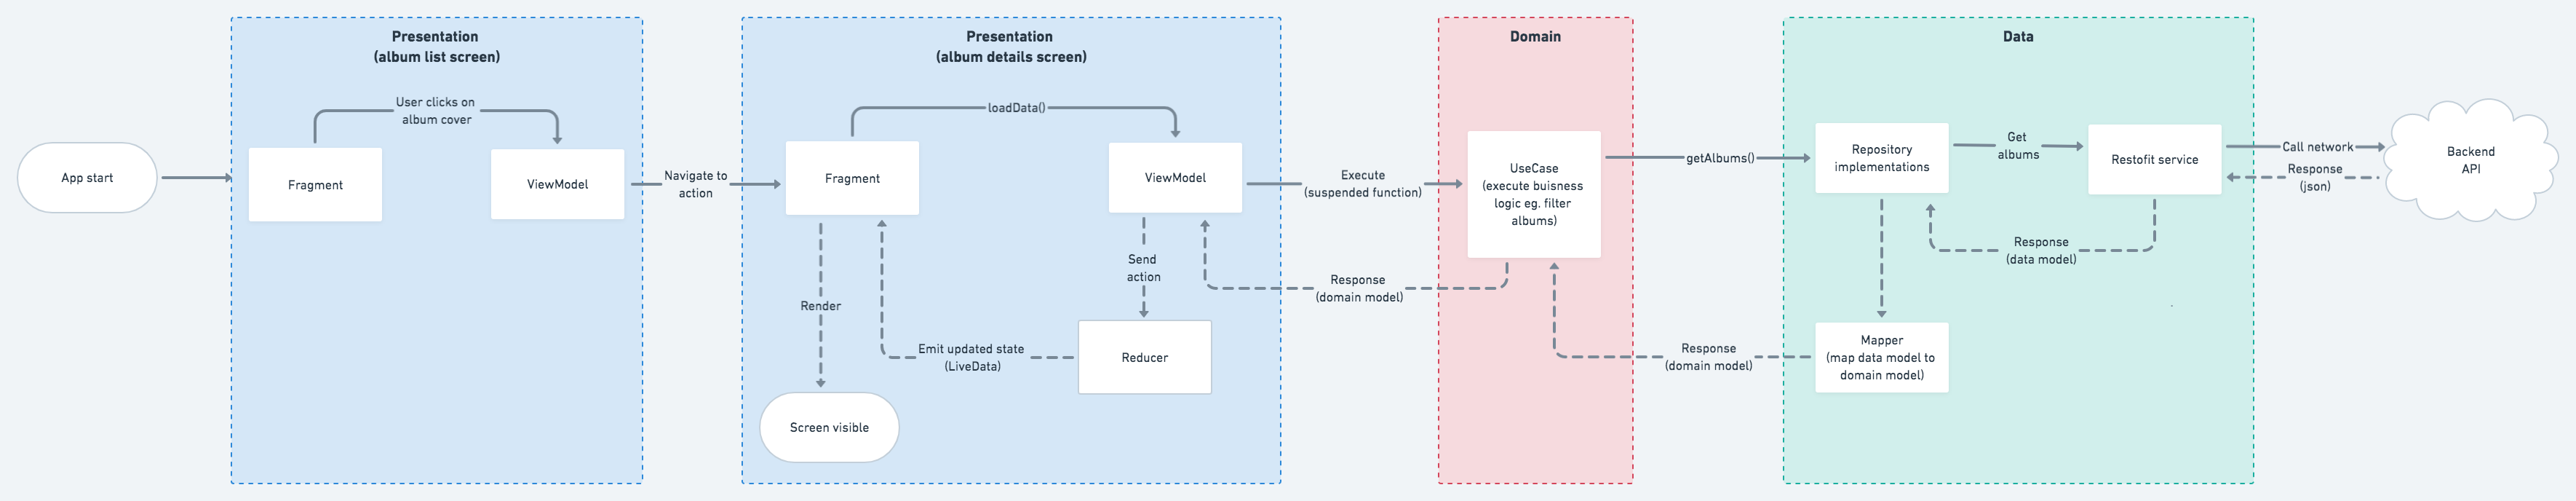 App start
Presentation
(album list screen)
User clicks on
album cover
Fragment
ViewModel
Navigate to
action
Presentation
(album details screen)
loadData()
Fragment
ViewModel
Render
Send
action
Emit updated state
(LiveData)
Reducer
Screen visible
Execute
(suspended function)
Response
(domain model)
Domain
UseCase
(execute buisness
logic eg. filter
albums)
getAlbums()
Response
(domain model)
Data
Repository
implementations
Get
albums
Restofit service
Response
(data model)
Mapper
(map data model to
domain model)
Call network
Response
(json)
Backend
API